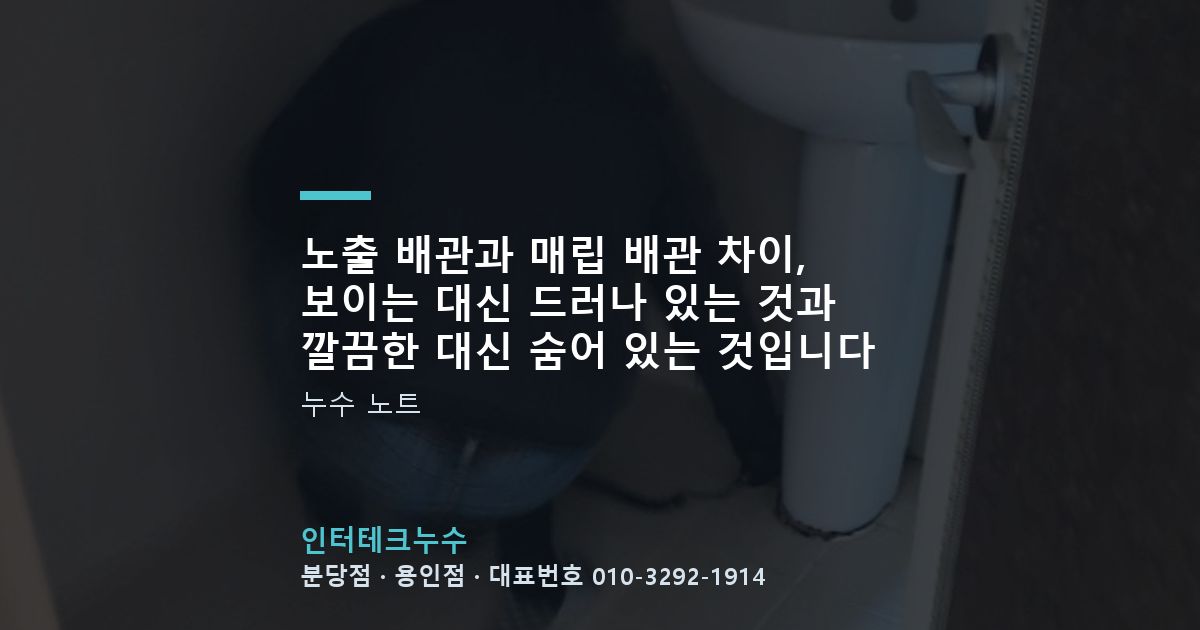 노출 배관과 매립 배관 차이,
보이는 대신 드러나 있는 것과
깔끔한 대신 숨어 있는 것입니다
누수 노트
인터테크누수
분당점 · 용인점 · 대표번호 010-3292-1914